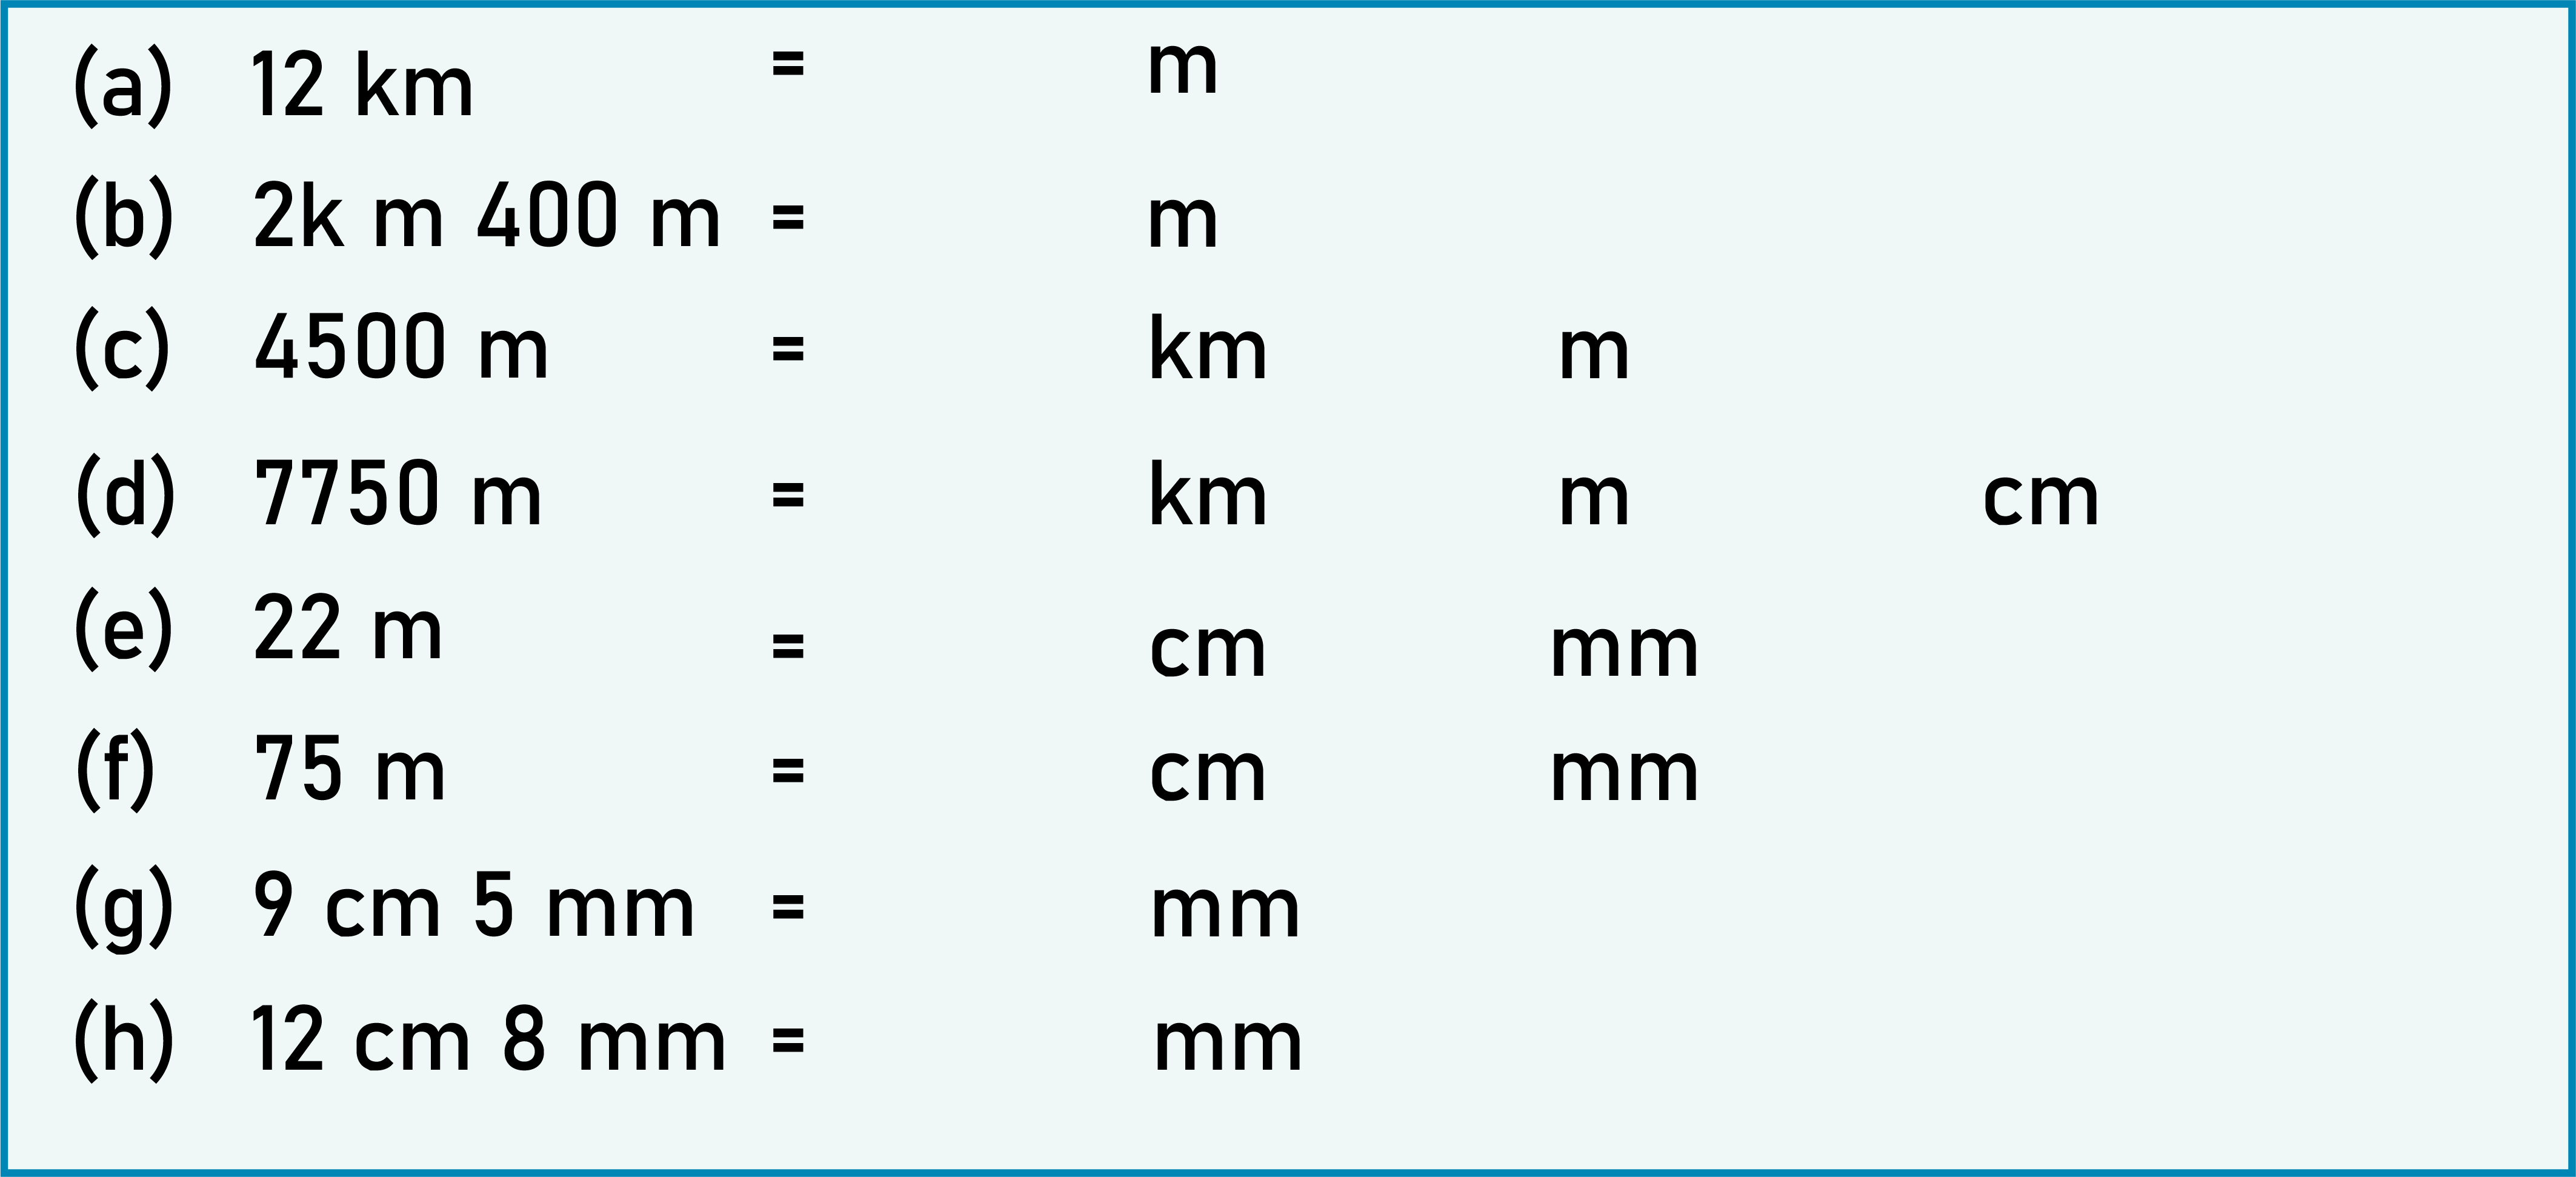 (a) 12 km = m
(b) 2k m 400 m = m
(c) 4500 m = km m
(d) 7750 m = km m cm
(e) 22 m = cm mm
(f) 75 m = cm mm
(g) 9 cm 5 mm = mm
(h) 12 cm 8 mm = mm